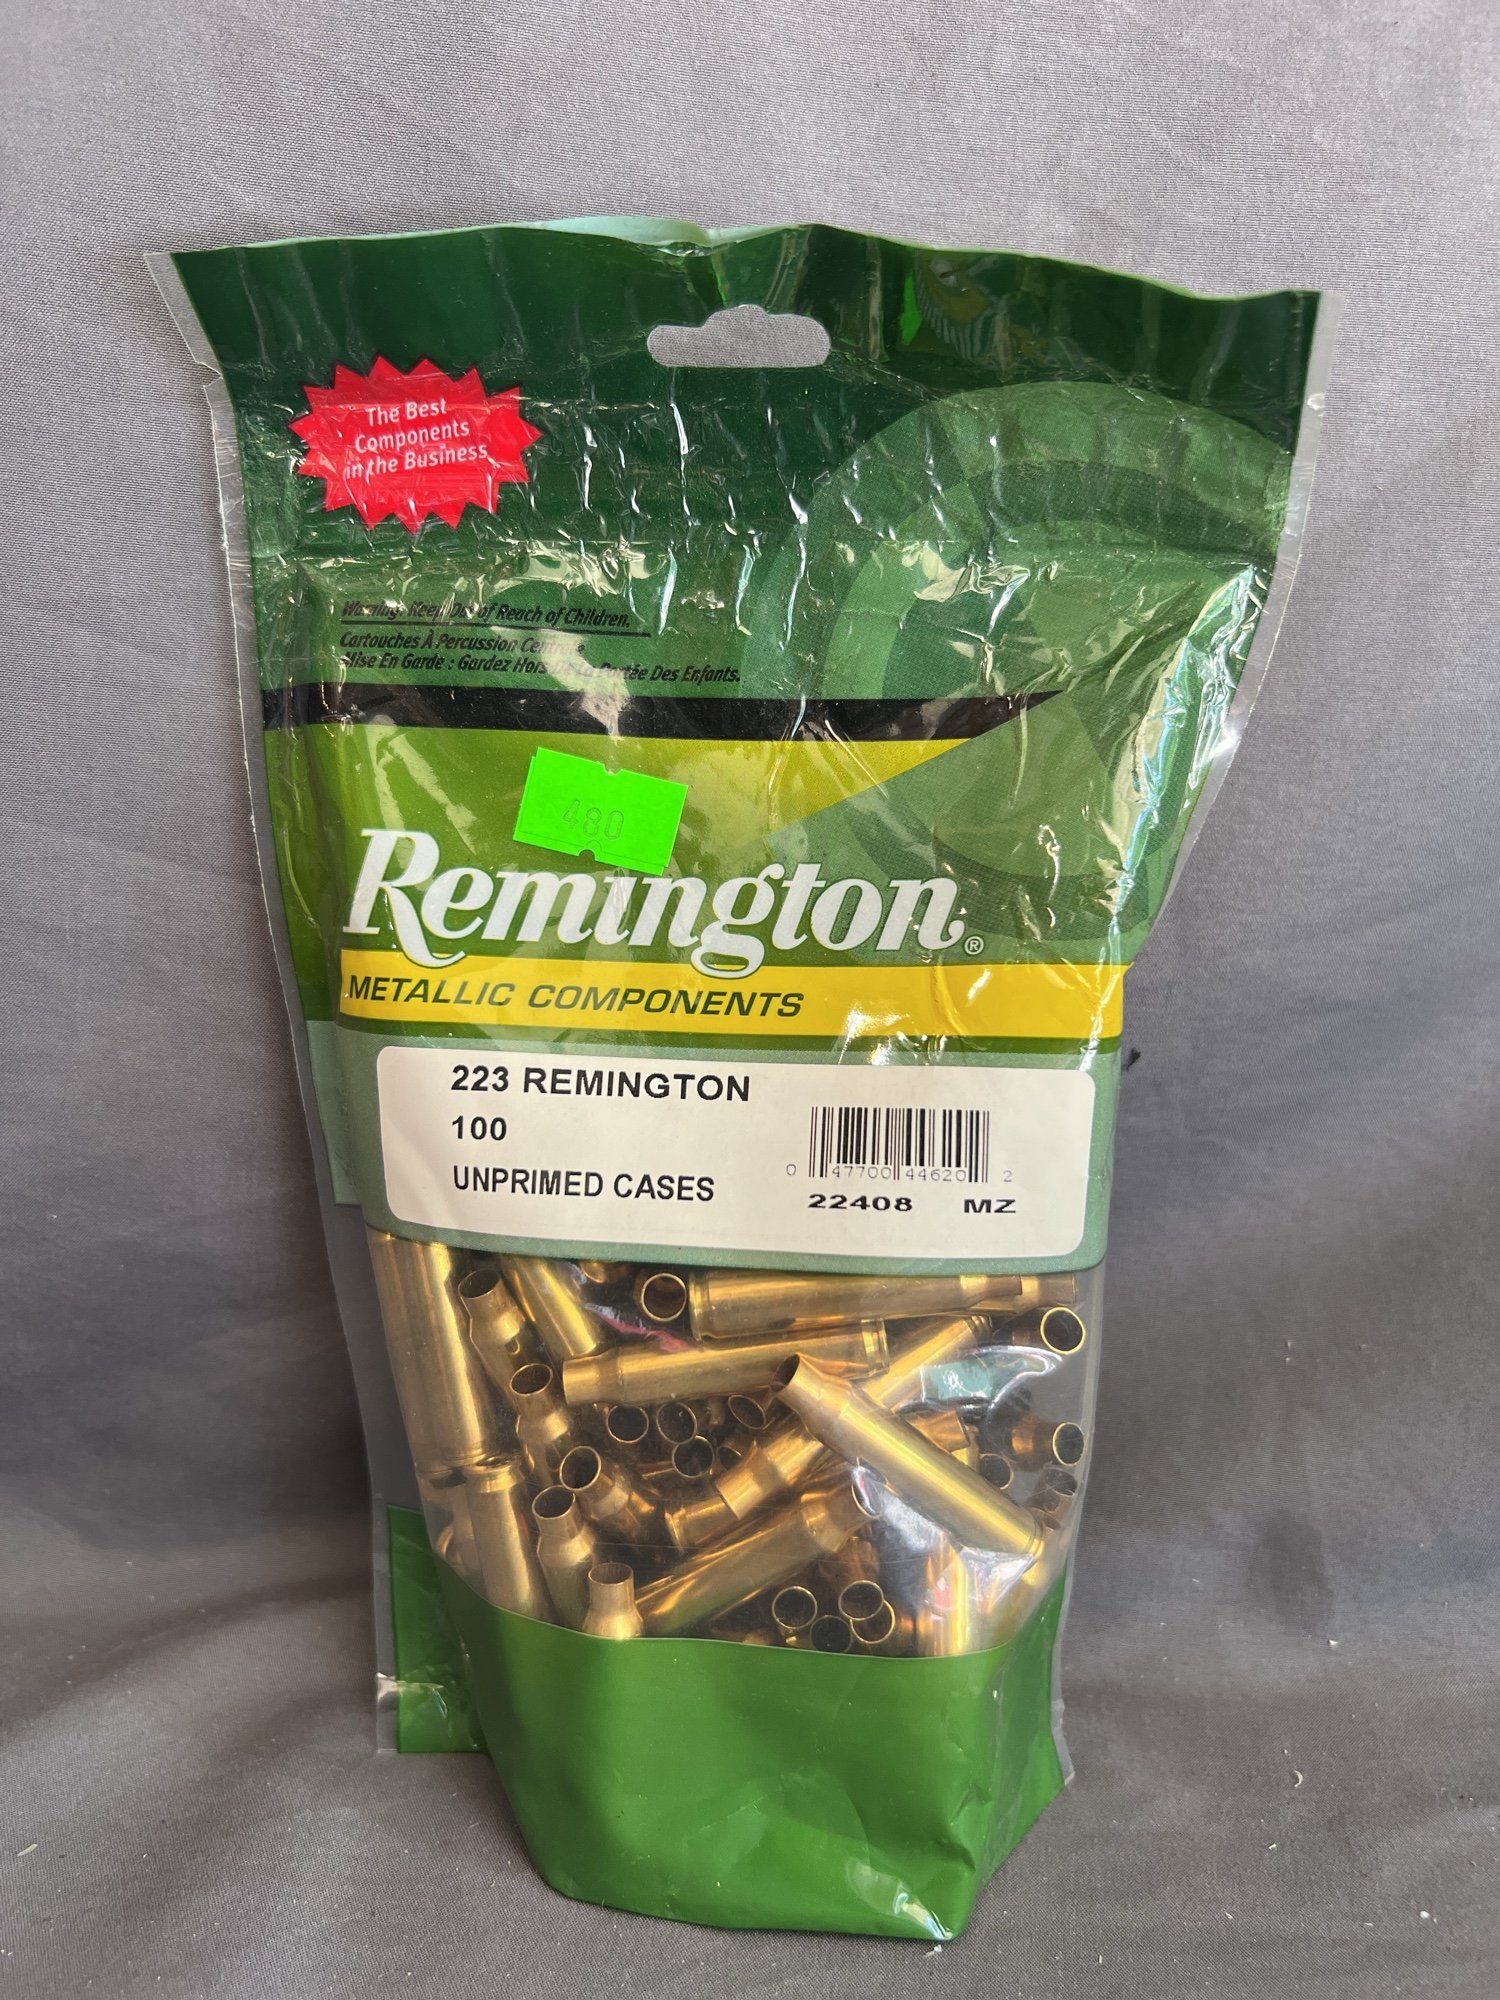 The Best
Components
in the Business
Warning: Keep Out of Reach of Children.
Cartouches À Percussion Centrale
Mise En Garde : Gardez Hors De La Portée Des Enfants.
480
Remington®
METALLIC COMPONENTS
223 REMINGTON
100
UNPRIMED CASES
0 47700 44620 2
22408 MZ